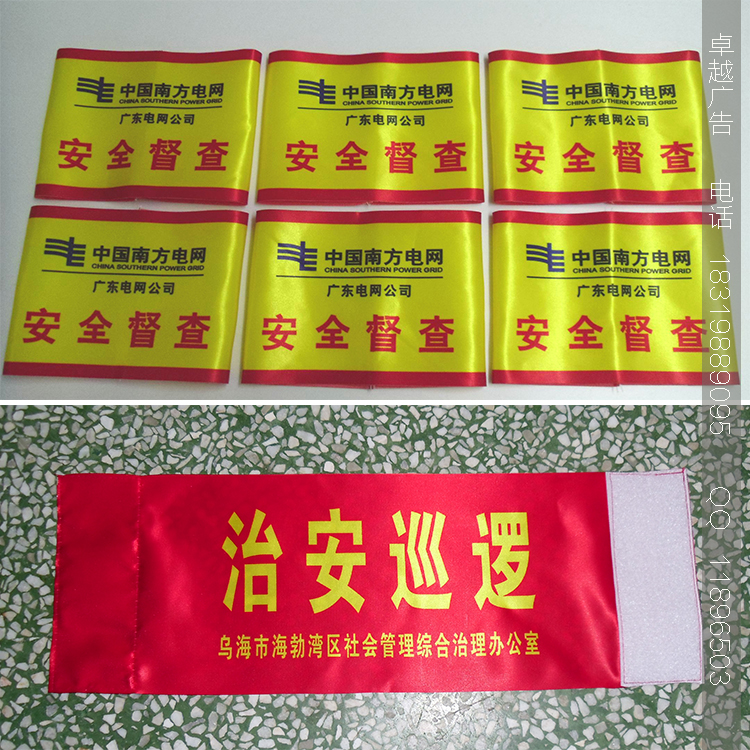 中国南方电网
CHINA SOUTHERN POWER GRID
广东电网公司
安全督查
中国南方电网
CHINA SOUTHERN POWER GRID
广东电网公司
安全督查
中国南方电网
CHINA SOUTHERN POWER GRID
广东电网公司
安全督查
中国南方电网
CHINA SOUTHERN POWER GRID
广东电网公司
安全督查
中国南方电网
CHINA SOUTHERN POWER GRID
广东电网公司
安全督查
中国南方电网
CHINA SOUTHERN POWER GRID
广东电网公司
安全督查
治安巡逻
乌海市海勃湾区社会管理综合治理办公室
卓越广告 电话 18319889095 QQ 11896503